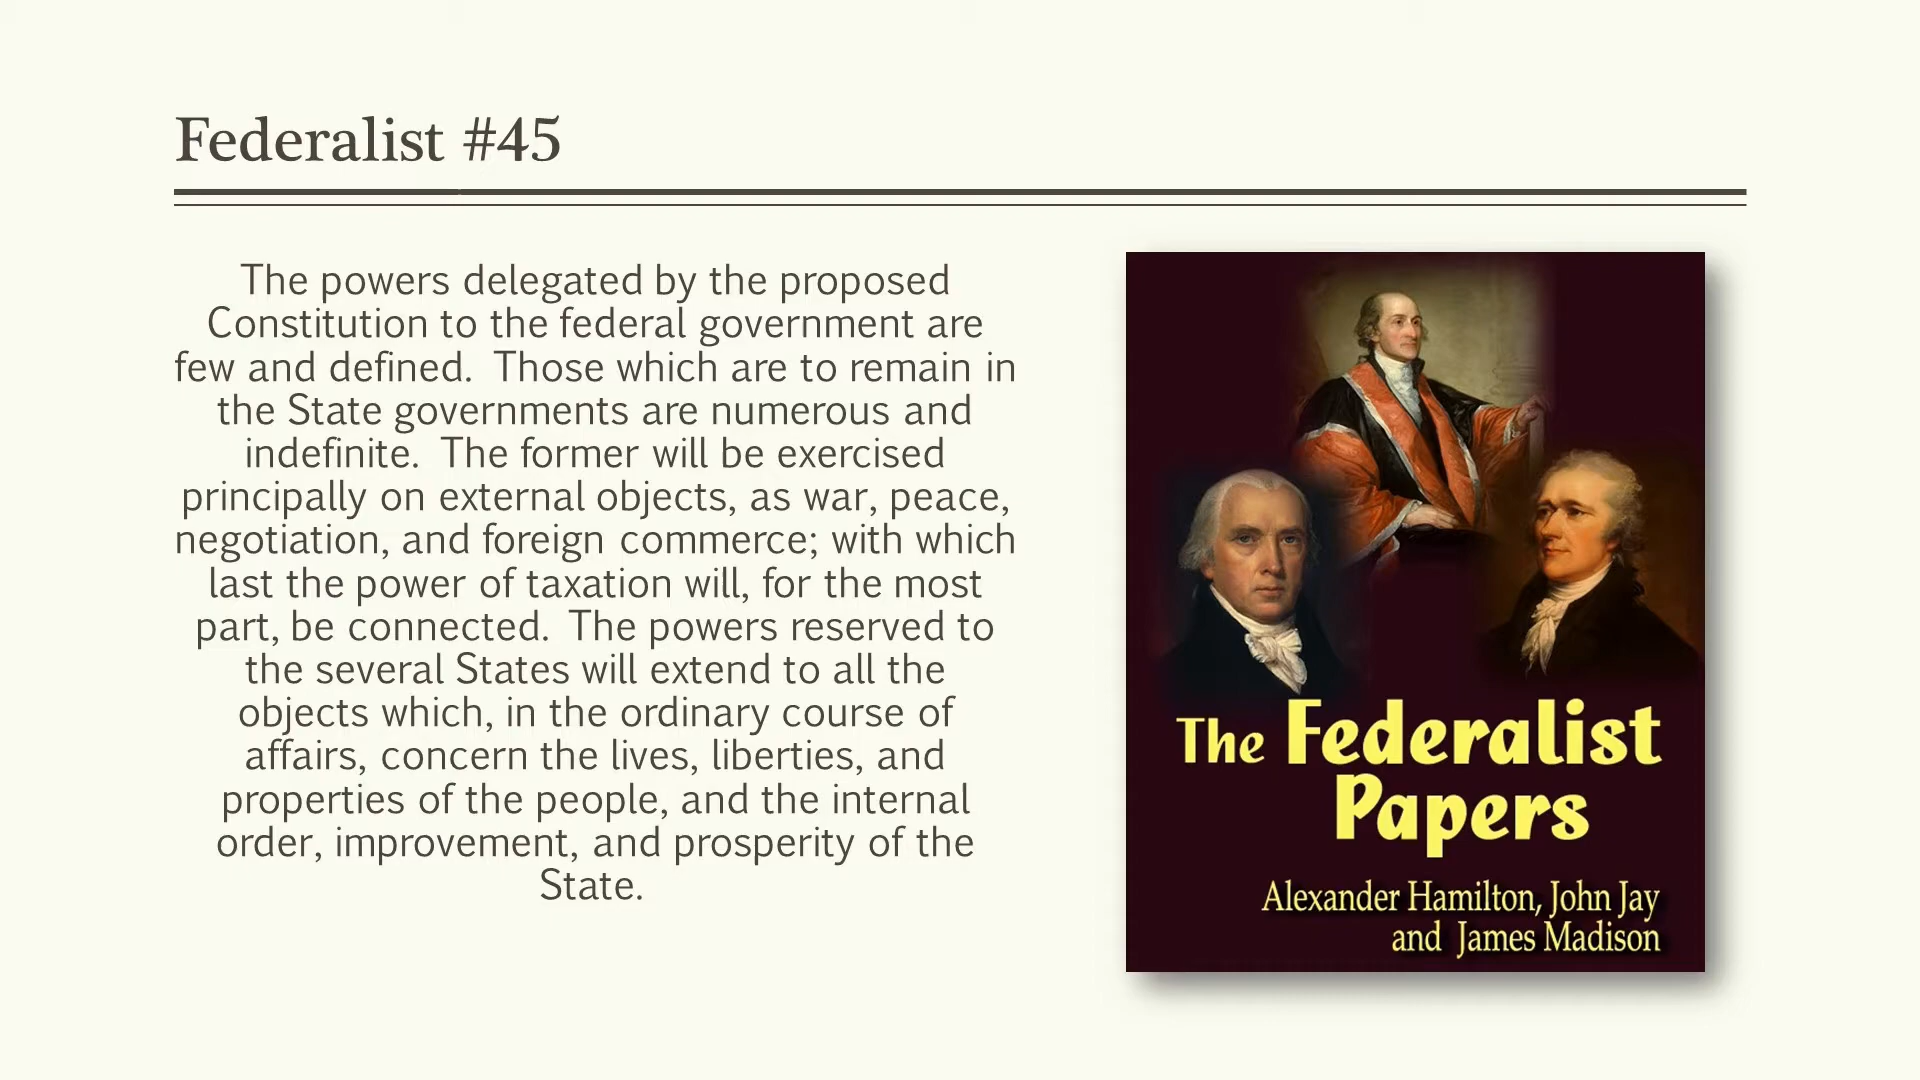 Federalist #45
The powers delegated by the proposed
Constitution to the federal government are
few and defined.  Those which are to remain in
the State governments are numerous and
indefinite.  The former will be exercised
principally on external objects, as war, peace,
negotiation, and foreign commerce; with which
last the power of taxation will, for the most
part, be connected.  The powers reserved to
the several States will extend to all the
objects which, in the ordinary course of
affairs, concern the lives, liberties, and
properties of the people, and the internal
order, improvement, and prosperity of the
State.
The Federalist
Papers
Alexander Hamilton, John Jay
and James Madison